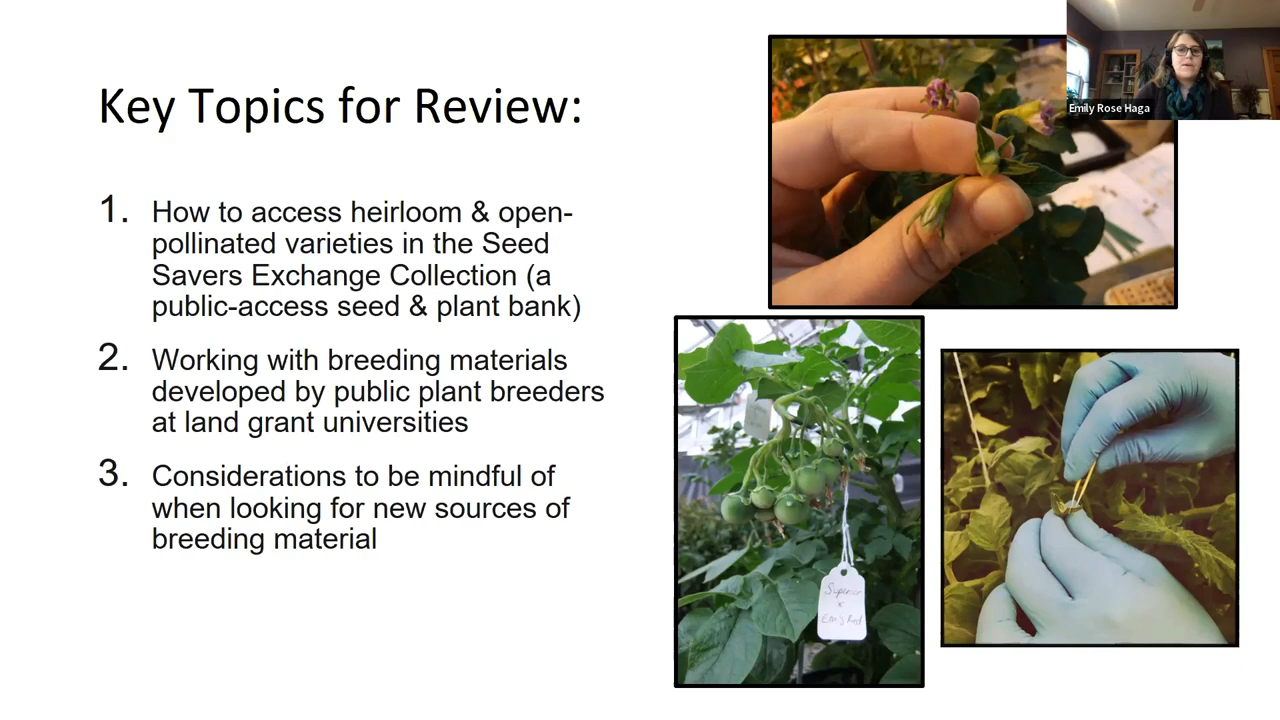 Emily Rose Haga
Key Topics for Review:
1. How to access heirloom & open-
pollinated varieties in the Seed
Savers Exchange Collection (a
public-access seed & plant bank)
2. Working with breeding materials
developed by public plant breeders
at land grant universities
3. Considerations to be mindful of
when looking for new sources of
breeding material
Superior
x